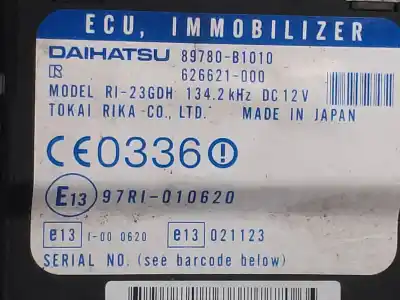 ECU, IMMOBILIZER
DAIHATSU 89780-B1010
626621-000
MODEL RI-23GDH 134.2kHz DC12V
TOKAI RIKA CO., LTD. MADE IN JAPAN
CE0336!
E13 97RI-010620
e13 1-00 0620 e13 021123
SERIAL NO. (see barcode below)